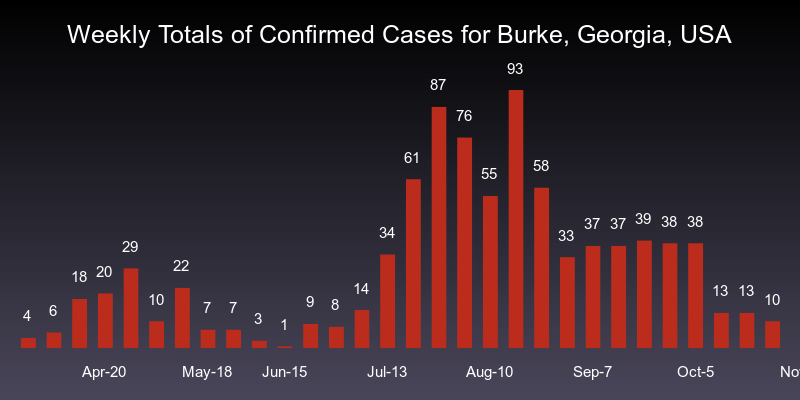 Weekly Totals of Confirmed Cases for Burke, Georgia, USA
4 6 18 20 29 10 22 7 7 3 1 9 8 14 34 61 87 76 55 93 58 33 37 37 39 38 38 13 13 10
Apr-20 May-18 Jun-15 Jul-13 Aug-10 Sep-7 Oct-5